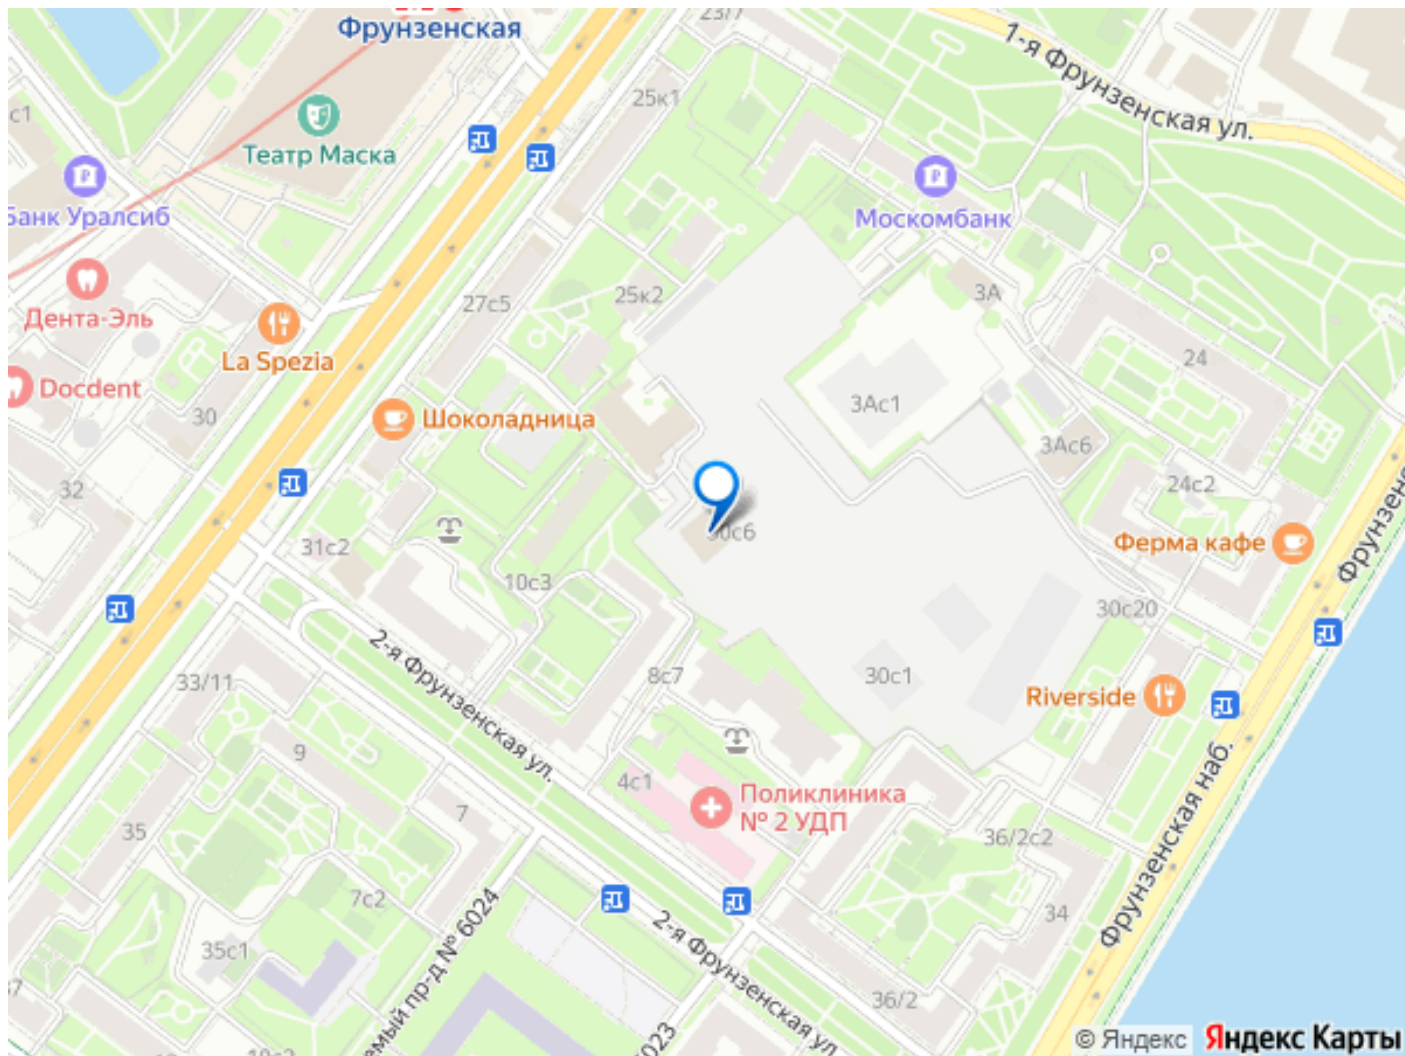 23/7
Фрунзенская
1-я Фрунзенская ул.
25к1
с1
Театр Маска
Банк Уралсиб
Москомбанк
Дента-Эль
27с5
25к2
3А
La Spezia
24
Docdent
30
Шоколадница
3Ас1
3Ас6
32
24с2
30с6
Ферма кафе
31с2
10с3
30с20
2-я Фрунзенская ул.
33/11
8с7
30с1
Riverside
Фрунзенская наб.
9
4с1
Поликлиника
№ 2 УДП
7
35
36/2с2
7с2
34
35с1
2-я Фрунзенская ул.
36/2
пр-д № 6024
© Яндекс
Яндекс Карты